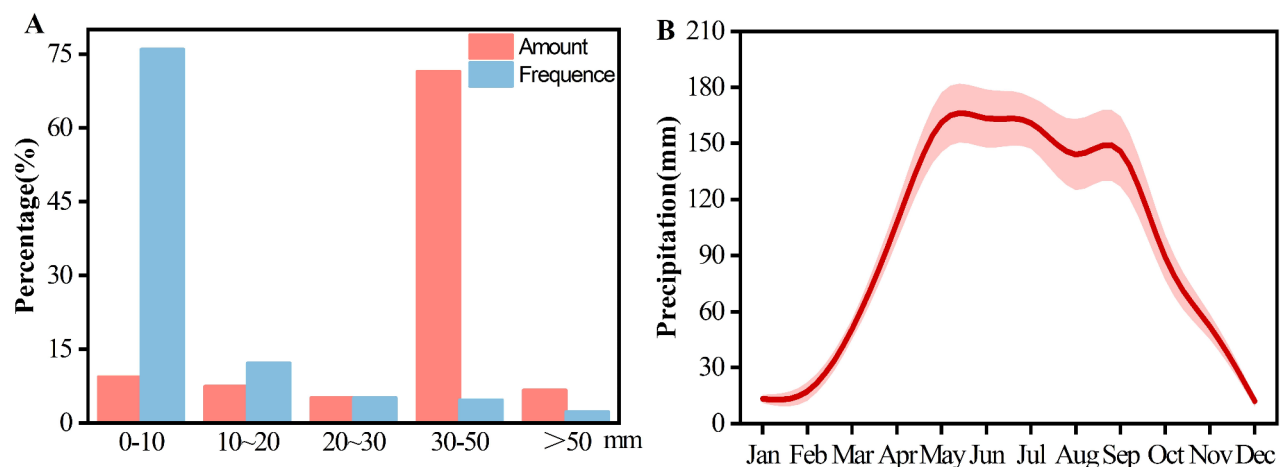 A
Percentage(%)
75
60
45
30
15
0
Amount
Frequence
0-10 10~20 20~30 30-50 >50 mm
B
Precipitation(mm)
210
180
150
120
90
60
30
0
Jan Feb Mar Apr May Jun Jul Aug Sep Oct Nov Dec